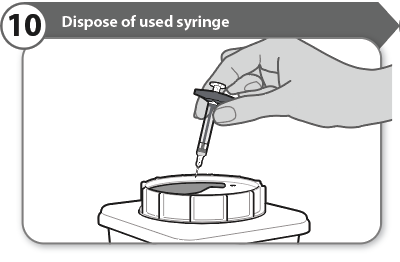 10 Dispose of used syringe